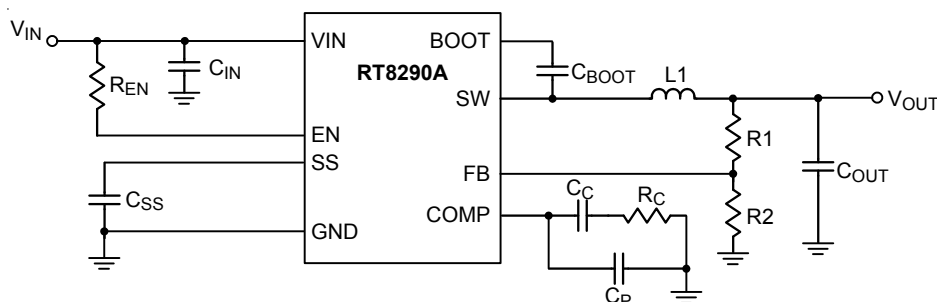 VIN
VIN
BOOT
RT8290A
CIN
CBOOT
L1
REN
SW
VOUT
EN
R1
SS
FB
COUT
CSS
CC
RC
R2
COMP
GND
CP